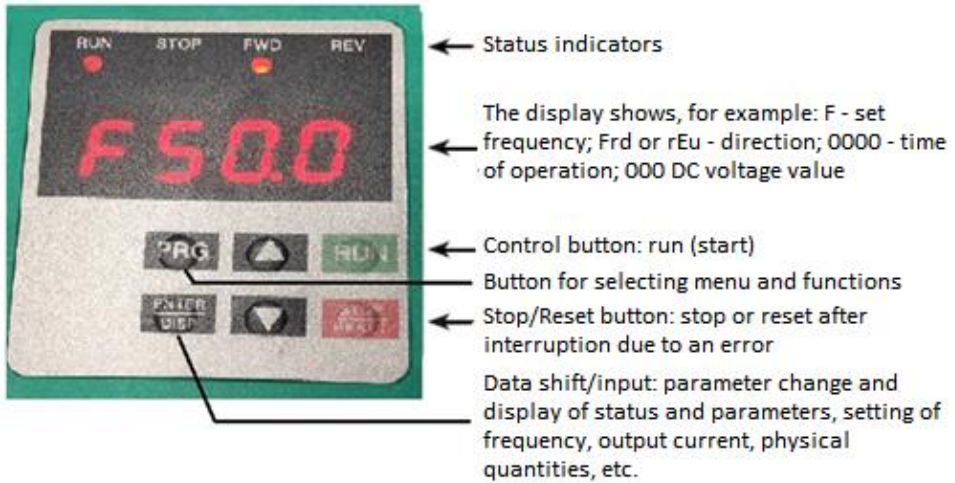 RUN STOP FWD REV
F 50.0
PRG RUN
ENTER
DISP
RESET
Status indicators
The display shows, for example: F - set
frequency; Frd or rEu - direction; 0000 - time
of operation; 000 DC voltage value
Control button: run (start)
Button for selecting menu and functions
Stop/Reset button: stop or reset after
interruption due to an error
Data shift/input: parameter change and
display of status and parameters, setting of
frequency, output current, physical
quantities, etc.